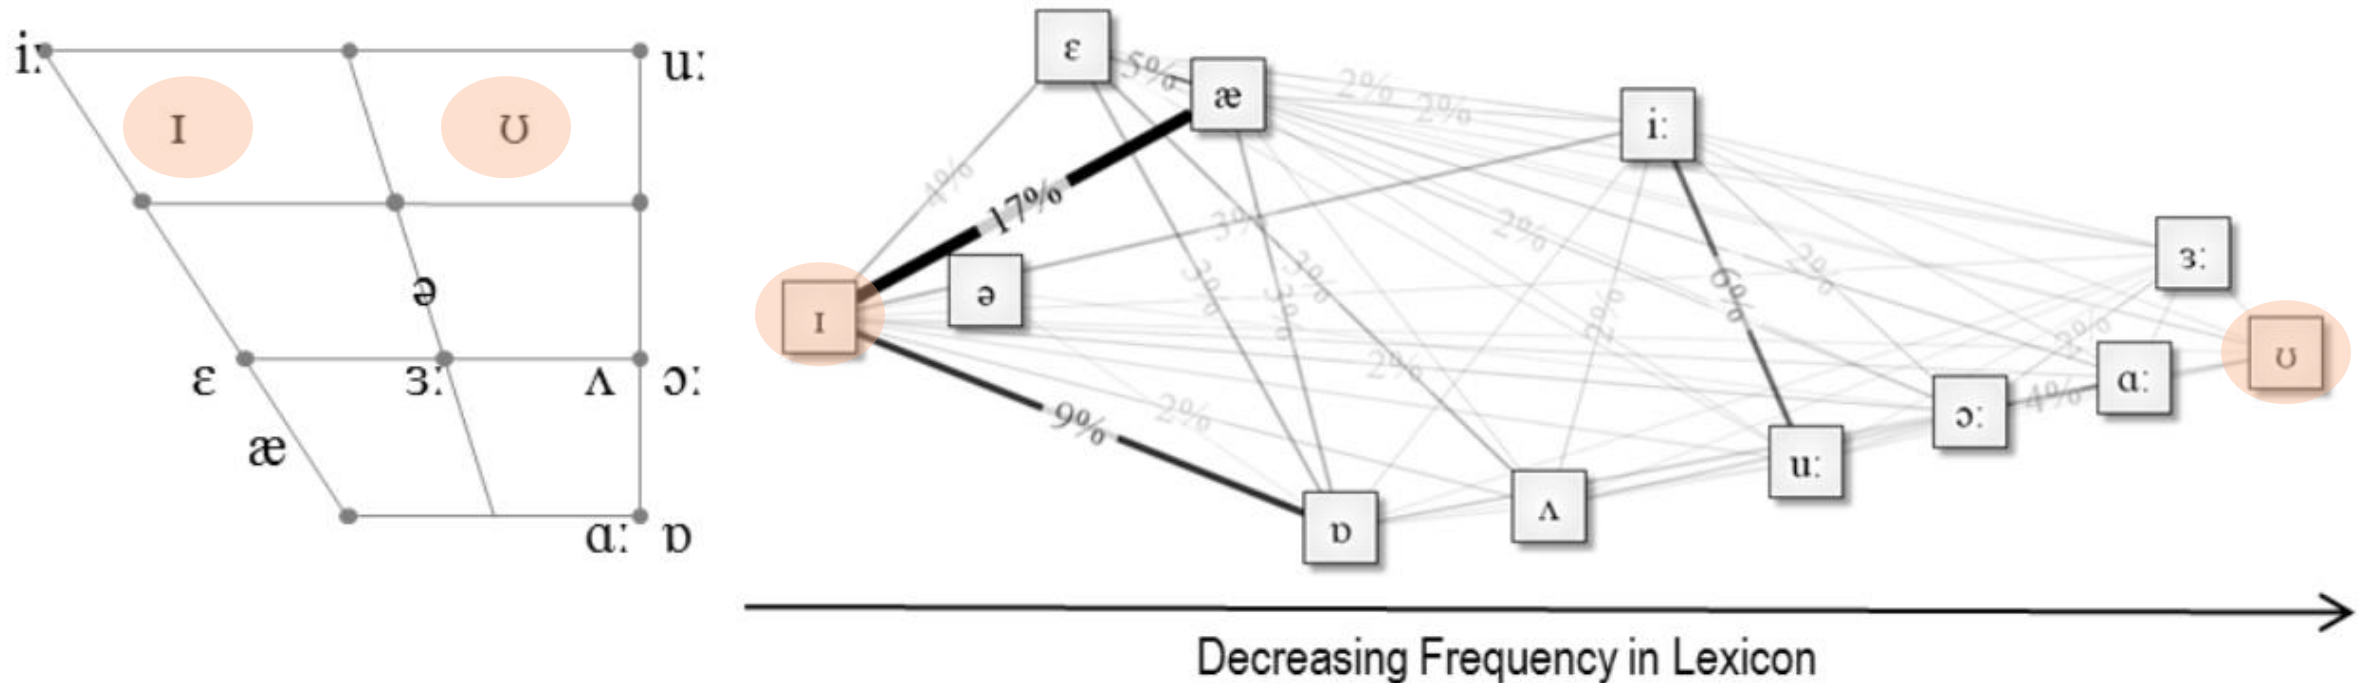 iː
uː
ɪ
ʊ
ə
ɛ
ɜː
ʌ
ɔː
æ
ɑː
ɒ
ɛ
5%
æ
2%
2%
iː
4%
17%
3%
2%
ɜː
ə
3%
3%
3%
6%
2%
ɪ
2%
2%
ʊ
2%
ɑː
9%
2%
4%
ɔː
uː
ʌ
ɒ
Decreasing Frequency in Lexicon